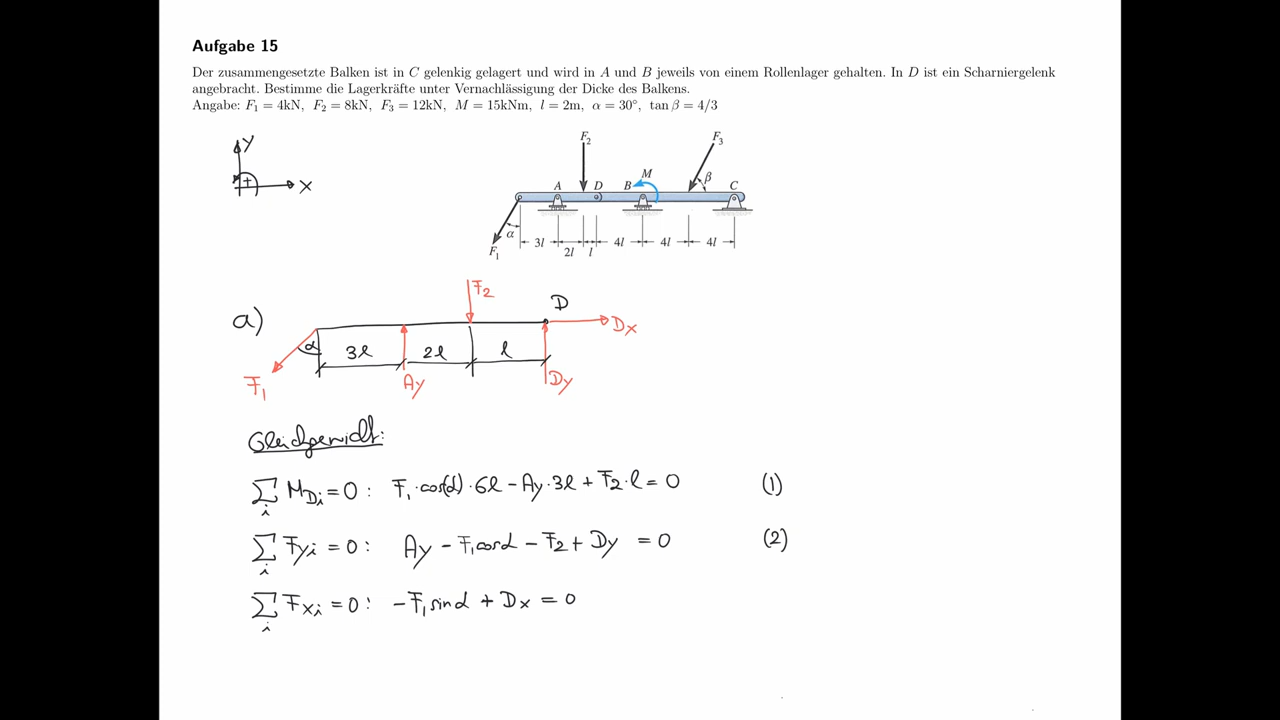 Aufgabe 15
Der zusammengesetzte Balken ist in C gelenkig gelagert und wird in A und B jeweils von einem Rollenlager gehalten. In D ist ein Scharniergelenk
angebracht. Bestimme die Lagerkräfte unter Vernachlässigung der Dicke des Balkens.
Angabe: F₁ = 4kN, F₂ = 8kN, F₃ = 12kN, M = 15kNm, l = 2m, α = 30°, tan β = 4/3
y
+
x
F₂ F₃
M β
A D B C
α
F₁
3l 2l l 4l 4l 4l
F₂
a) D
Dx
α 3l 2l l
F₁ Ay Dy
Gleichgewicht:
∑ᵢ M_Di = 0 : F₁ · cos(α) · 6l − Ay · 3l + F₂ · l = 0 (1)
∑ᵢ Fyi = 0 : Ay − F₁ cosα − F₂ + Dy = 0 (2)
∑ᵢ Fxi = 0 : −F₁ sinα + Dx = 0